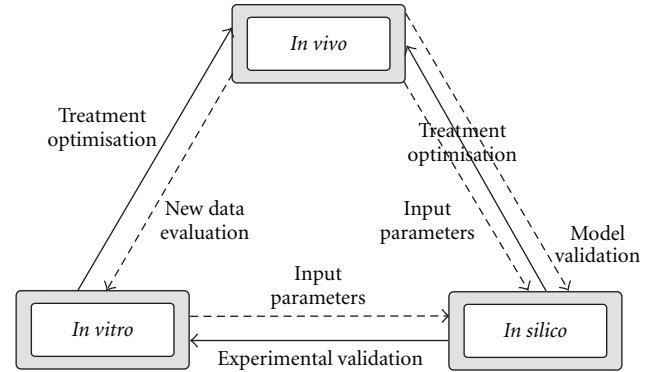 In vivo
Treatment
optimisation
Treatment
optimisation
New data
evaluation
Input
parameters
Model
validation
Input
parameters
In vitro
In silico
Experimental validation